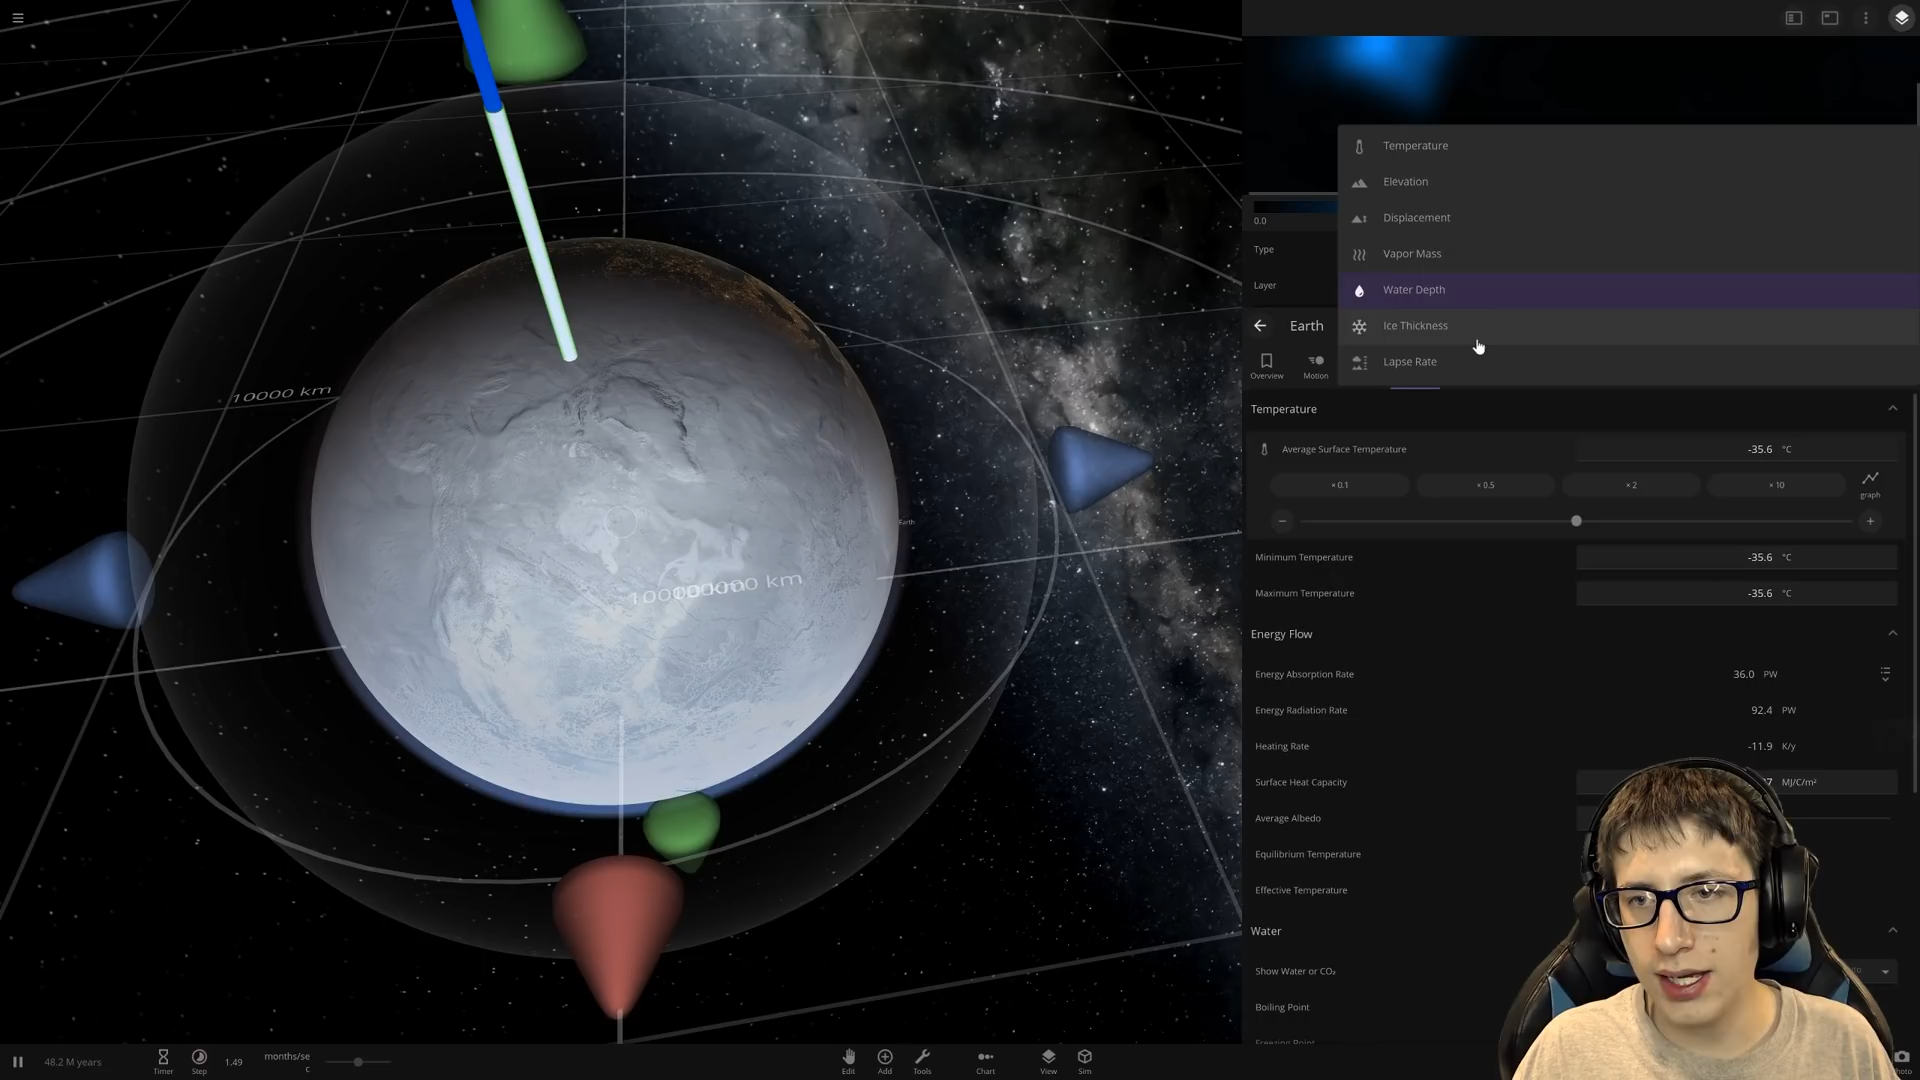 Temperature
Elevation
Displacement
Vapor Mass
Water Depth
Ice Thickness
Lapse Rate
0.0
Type
Layer
Earth
Overview
Motion
Temperature
Average Surface Temperature -35.6 °C
× 0.1 × 0.5 × 2 × 10
graph
Minimum Temperature -35.6 °C
Maximum Temperature -35.6 °C
Energy Flow
Energy Absorption Rate 36.0 PW
Energy Radiation Rate 92.4 PW
Heating Rate -11.9 K/y
Surface Heat Capacity MJ/C/m²
Average Albedo
Equilibrium Temperature
Effective Temperature
Water
Show Water or CO₂
Boiling Point
Freezing Point
10000 km
Earth
km
48.2 M years
Timer
Step
1.49
months/se
c
Edit
Add
Tools
Chart
View
Sim